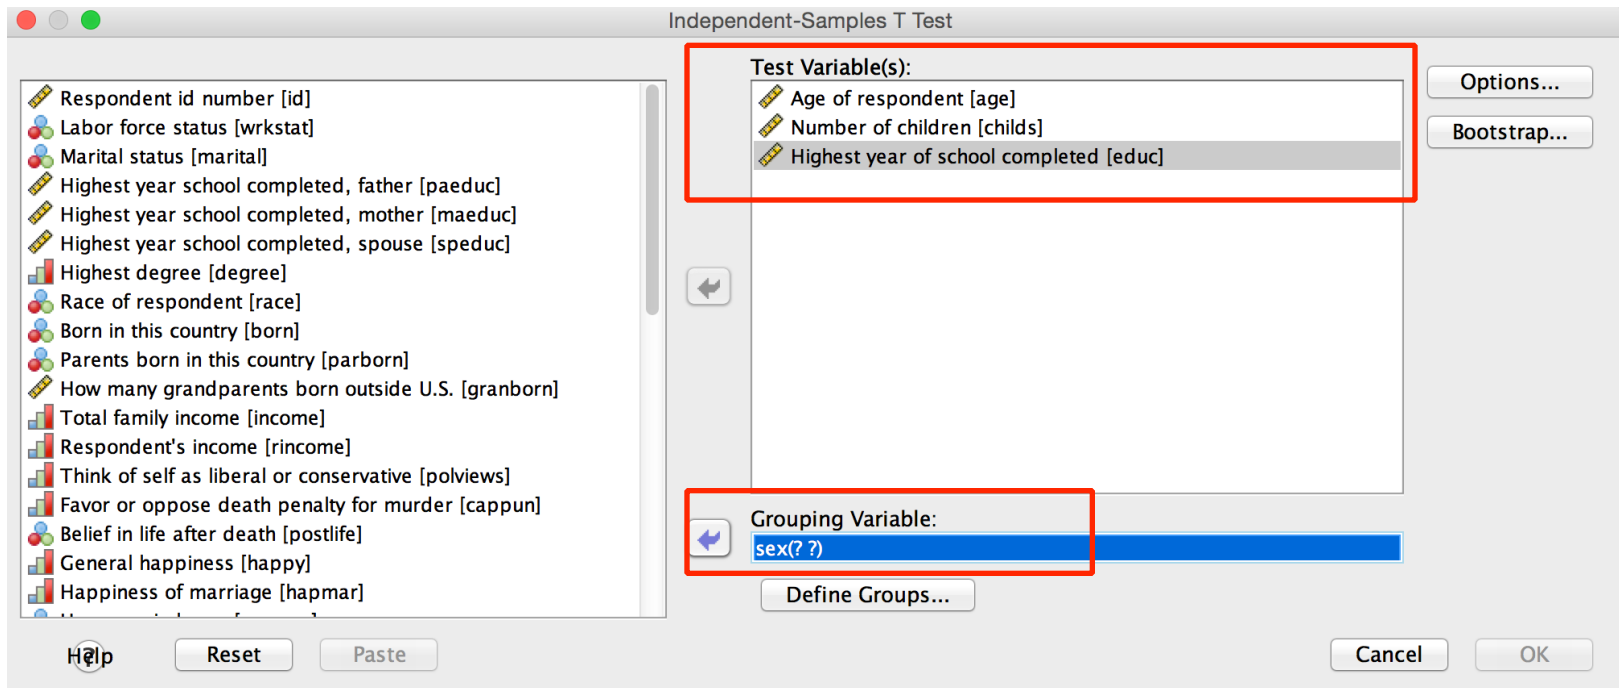 Independent-Samples T Test
Respondent id number [id]
Labor force status [wrkstat]
Marital status [marital]
Highest year school completed, father [paeduc]
Highest year school completed, mother [maeduc]
Highest year school completed, spouse [speduc]
Highest degree [degree]
Race of respondent [race]
Born in this country [born]
Parents born in this country [parborn]
How many grandparents born outside U.S. [granborn]
Total family income [income]
Respondent's income [rincome]
Think of self as liberal or conservative [polviews]
Favor or oppose death penalty for murder [cappun]
Belief in life after death [postlife]
General happiness [happy]
Happiness of marriage [hapmar]
Test Variable(s):
Age of respondent [age]
Number of children [childs]
Highest year of school completed [educ]
Grouping Variable:
sex(? ?)
Define Groups...
Options...
Bootstrap...
Help
Reset
Paste
Cancel
OK